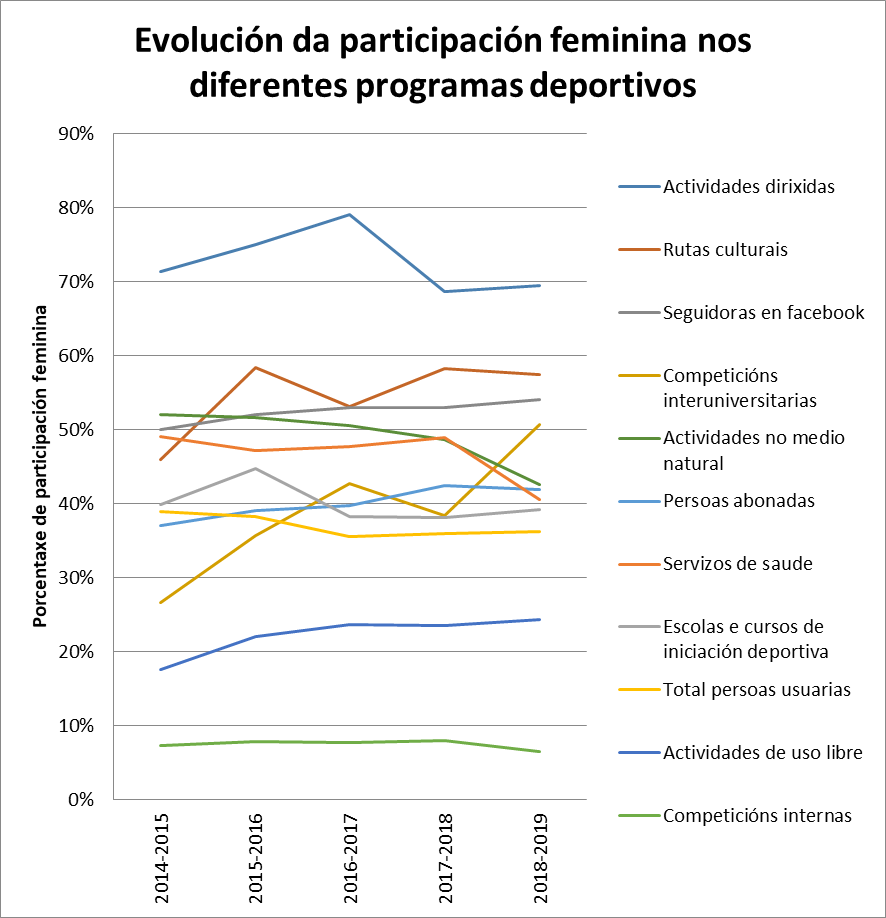 Evolución da participación feminina nos
diferentes programas deportivos
Porcentaxe de participación feminina
90%
80%
70%
60%
50%
40%
30%
20%
10%
0%
2014-2015
2015-2016
2016-2017
2017-2018
2018-2019
Actividades dirixidas
Rutas culturais
Seguidoras en facebook
Competicións
interuniversitarias
Actividades no medio
natural
Persoas abonadas
Servizos de saude
Escolas e cursos de
iniciación deportiva
Total persoas usuarias
Actividades de uso libre
Competicións internas